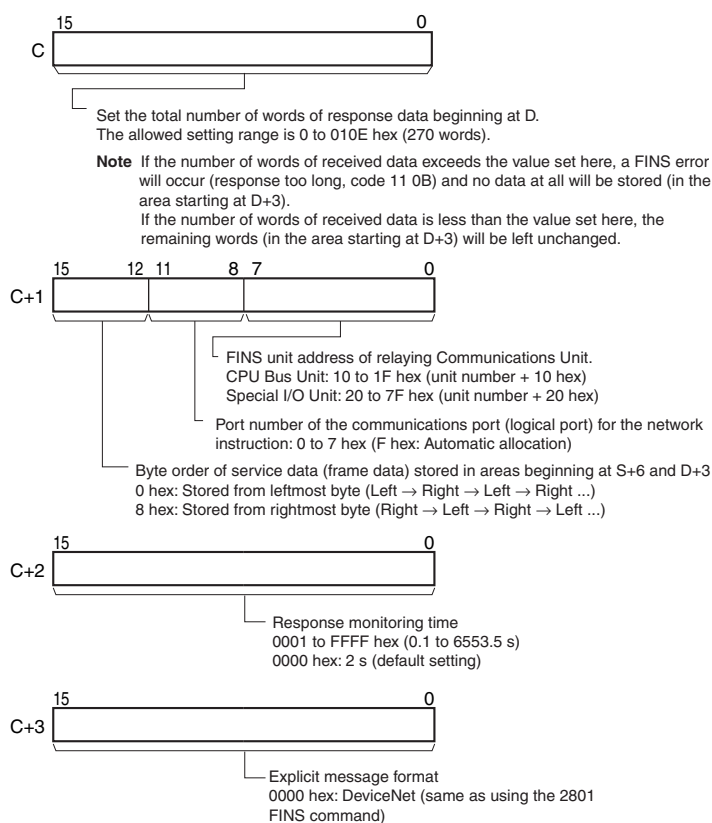 15 0
C
Set the total number of words of response data beginning at D.
The allowed setting range is 0 to 010E hex (270 words).
Note If the number of words of received data exceeds the value set here, a FINS error
will occur (response too long, code 11 0B) and no data at all will be stored (in the
area starting at D+3).
If the number of words of received data is less than the value set here, the
remaining words (in the area starting at D+3) will be left unchanged.
15 12 11 8 7 0
C+1
FINS unit address of relaying Communications Unit.
CPU Bus Unit: 10 to 1F hex (unit number + 10 hex)
Special I/O Unit: 20 to 7F hex (unit number + 20 hex)
Port number of the communications port (logical port) for the network
instruction: 0 to 7 hex (F hex: Automatic allocation)
Byte order of service data (frame data) stored in areas beginning at S+6 and D+3
0 hex: Stored from leftmost byte (Left → Right → Left → Right ...)
8 hex: Stored from rightmost byte (Right → Left → Right → Left ...)
15 0
C+2
Response monitoring time
0001 to FFFF hex (0.1 to 6553.5 s)
0000 hex: 2 s (default setting)
15 0
C+3
Explicit message format
0000 hex: DeviceNet (same as using the 2801
FINS command)